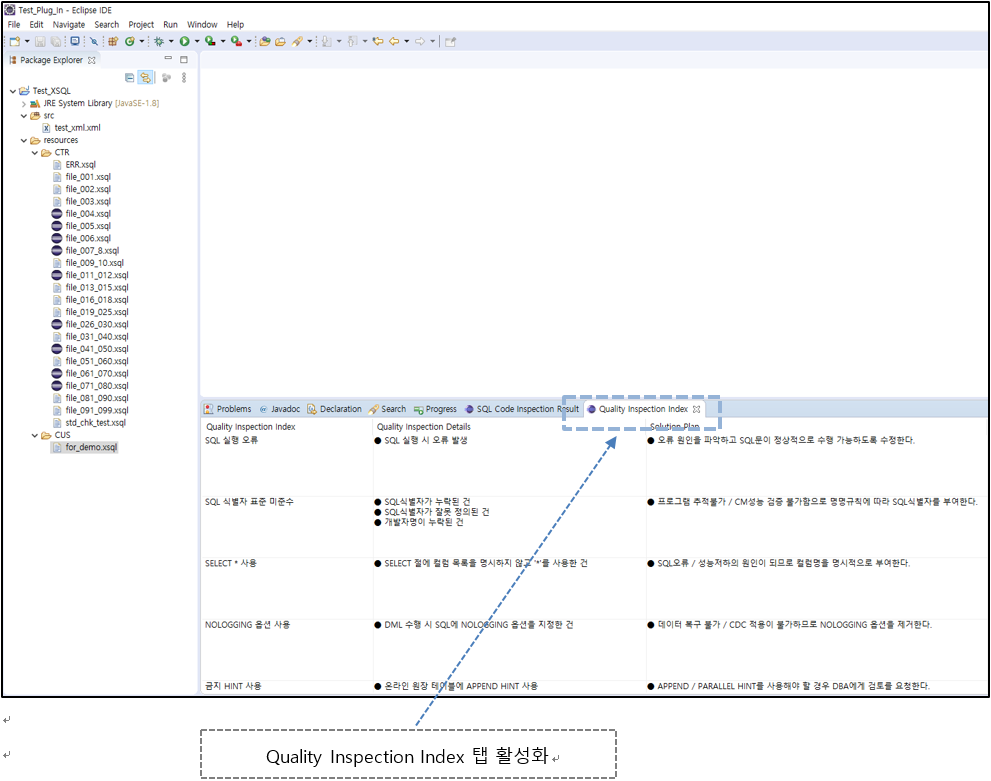 Test_Plug_In - Eclipse IDE
File Edit Navigate Search Project Run Window Help
Package Explorer
Test_XSQL
JRE System Library [JavaSE-1.8]
src
test_xml.xml
resources
CTR
ERR.xsql
file_001.xsql
file_002.xsql
file_003.xsql
file_004.xsql
file_005.xsql
file_006.xsql
file_007_8.xsql
file_009_10.xsql
file_011_012.xsql
file_013_015.xsql
file_016_018.xsql
file_019_025.xsql
file_026_030.xsql
file_031_040.xsql
file_041_050.xsql
file_051_060.xsql
file_061_070.xsql
file_071_080.xsql
file_081_090.xsql
file_091_099.xsql
std_chk_test.xsql
CUS
for_demo.xsql
Problems Javadoc Declaration Search Progress SQL Code Inspection Result Quality Inspection Index
Quality Inspection Index Quality Inspection Details Solution Plan
SQL 실행 오류 ● SQL 실행 시 오류 발생 ● 오류 원인을 파악하고 SQL문이 정상적으로 수행 가능하도록 수정한다.
SQL 식별자 표준 미준수 ● SQL식별자가 누락된 건 ● 프로그램 추적불가 / CM성능 검증 불가함으로 명명규칙에 따라 SQL식별자를 부여한다.
● SQL식별자가 잘못 정의된 건
● 개발자명이 누락된 건
SELECT * 사용 ● SELECT 절에 컬럼 목록을 명시하지 않고 '*'를 사용한 건 ● SQL오류 / 성능저하의 원인이 되므로 컬럼명을 명시적으로 부여한다.
NOLOGGING 옵션 사용 ● DML 수행 시 SQL에 NOLOGGING 옵션을 지정한 건 ● 데이터 복구 불가 / CDC 적용이 불가하므로 NOLOGGING 옵션을 제거한다.
금지 HINT 사용 ● 온라인 원장 테이블에 APPEND HINT 사용 ● APPEND / PARALLEL HINT를 사용해야 할 경우 DBA에게 검토를 요청한다.
Quality Inspection Index 탭 활성화